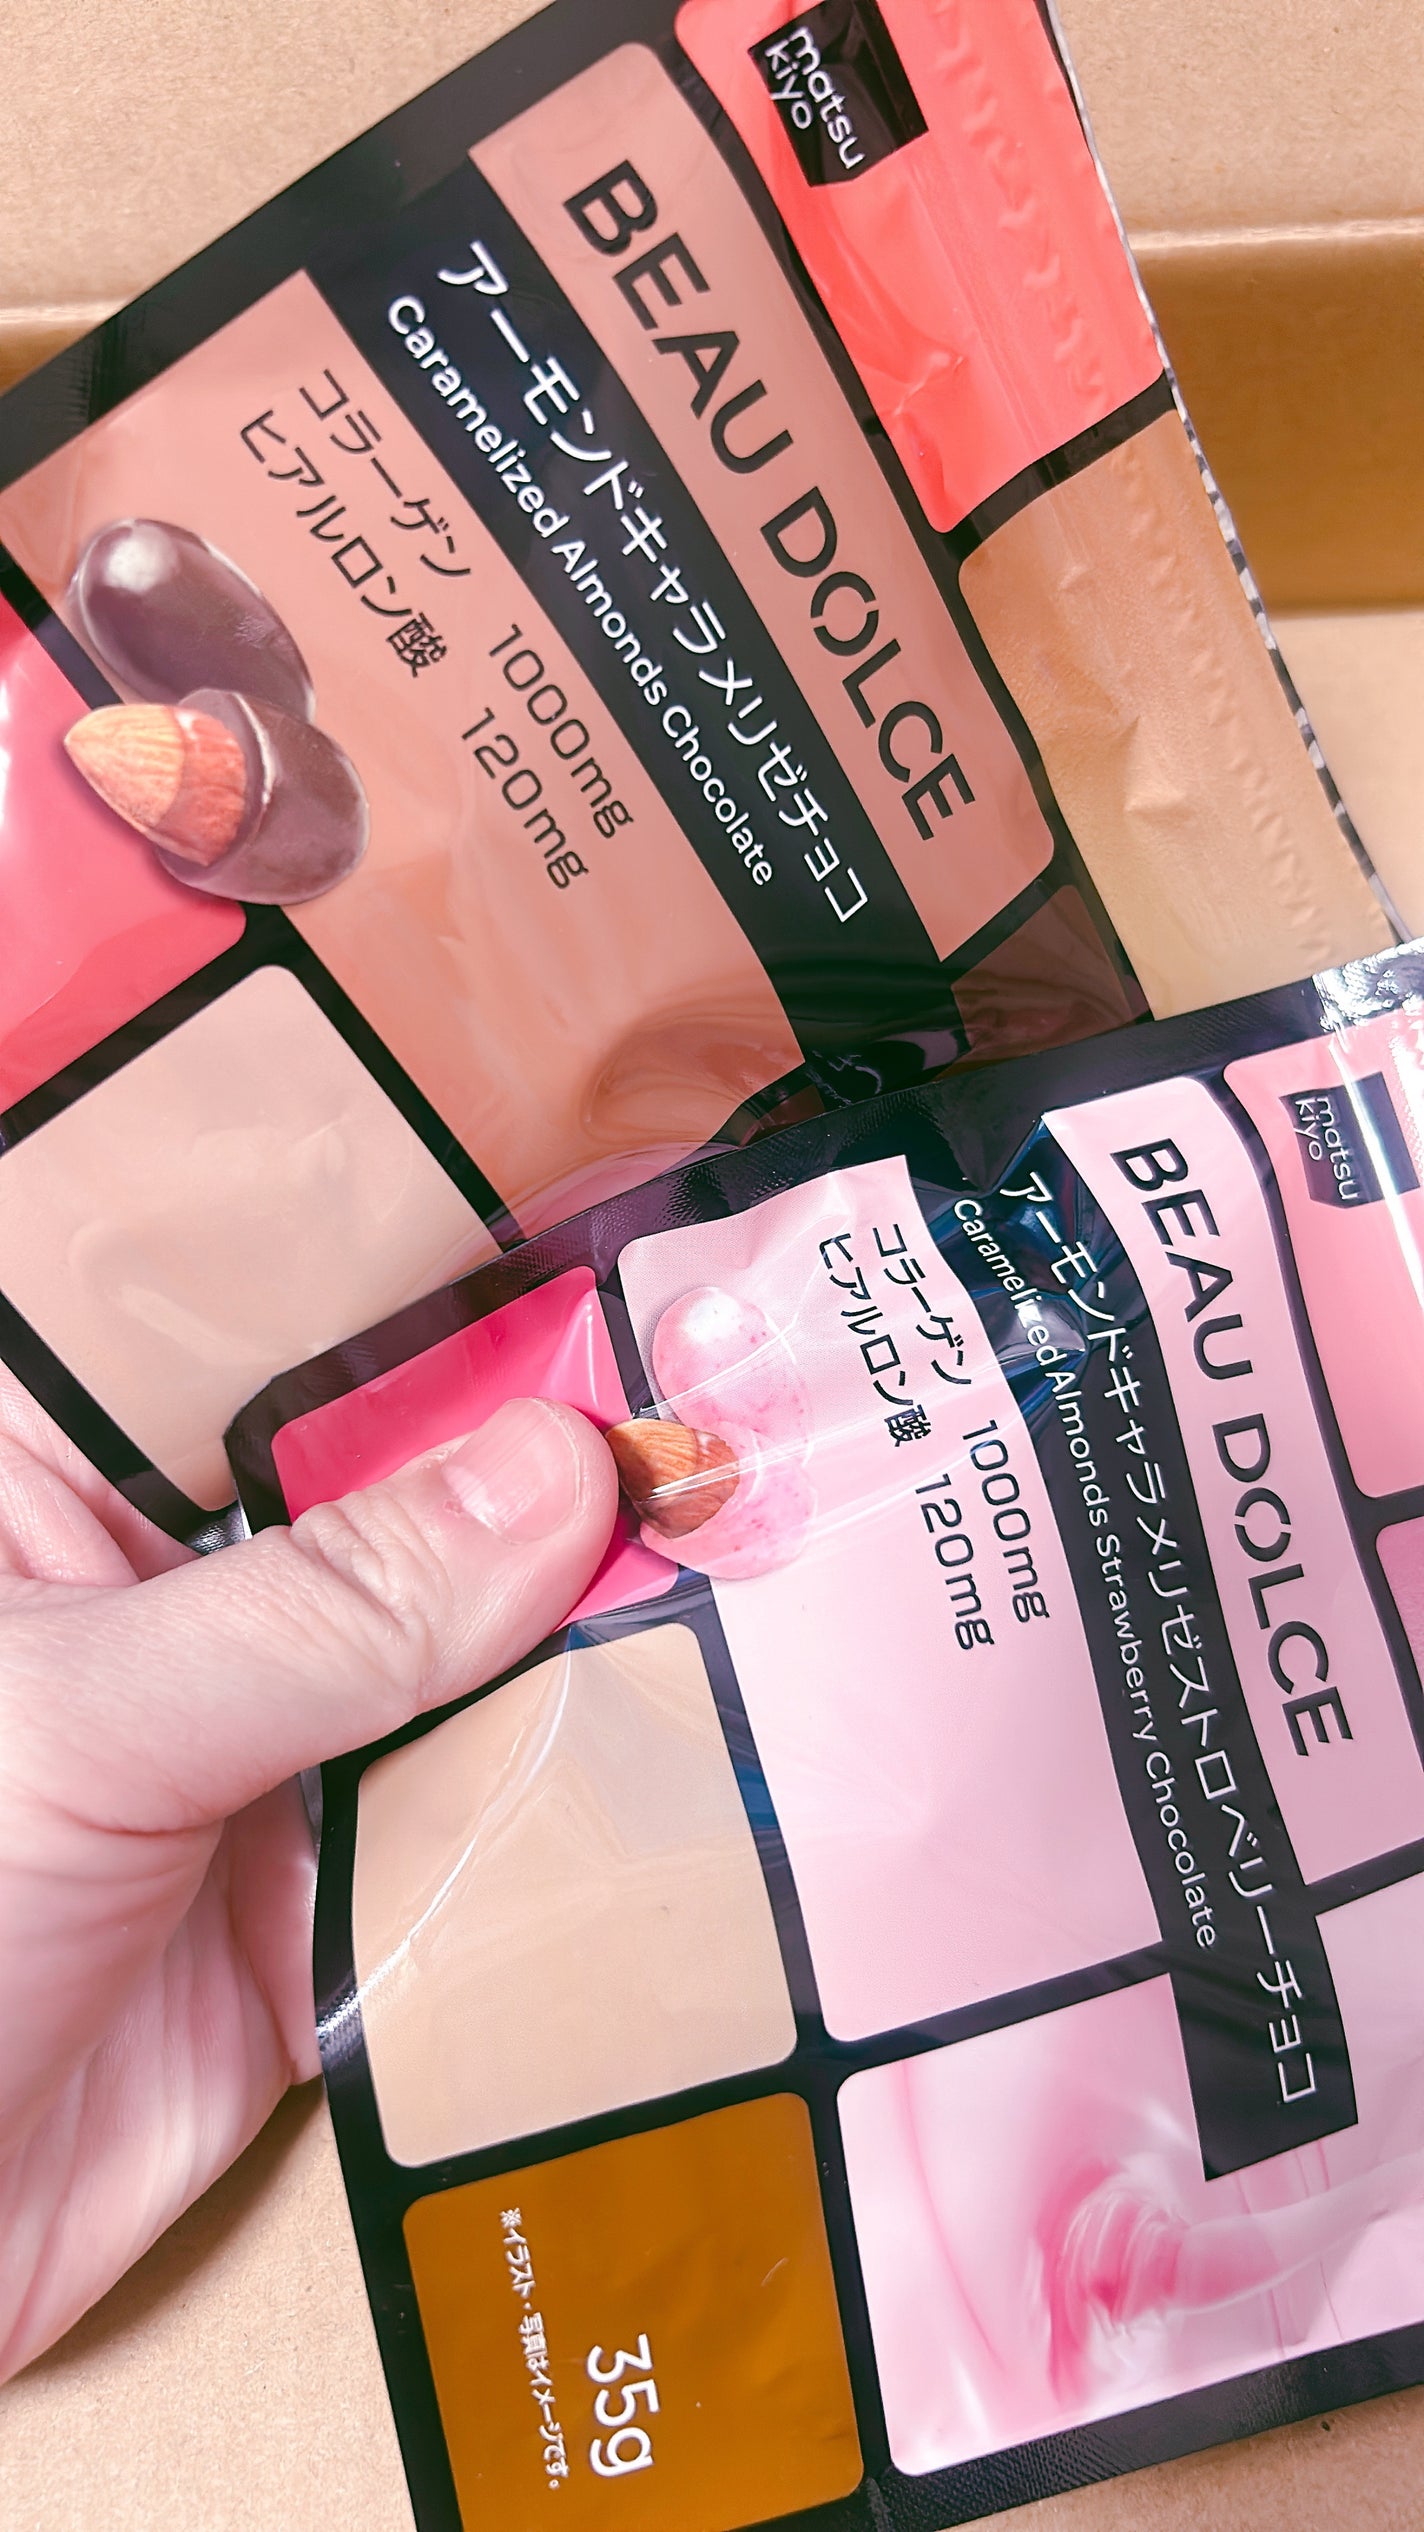 matsu
kiyo
BEAU DOLCE
アーモンドキャラメリゼチョコ
Caramelized Almonds Chocolate
コラーゲン 1000mg
ヒアルロン酸 120mg
matsu
kiyo
BEAU DOLCE
アーモンドキャラメリゼストロベリーチョコ
Caramelized Almonds Strawberry Chocolate
コラーゲン 1000mg
ヒアルロン酸 120mg
35g
※イラスト・写真はイメージです。